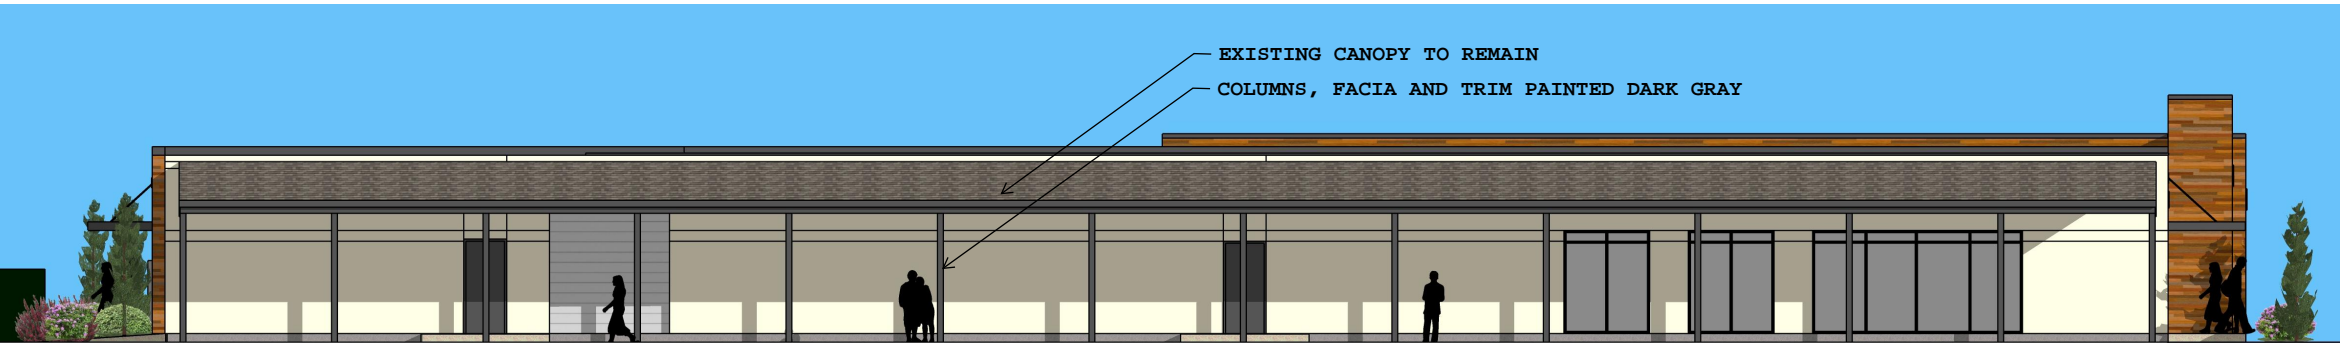 EXISTING CANOPY TO REMAIN
COLUMNS, FACIA AND TRIM PAINTED DARK GRAY